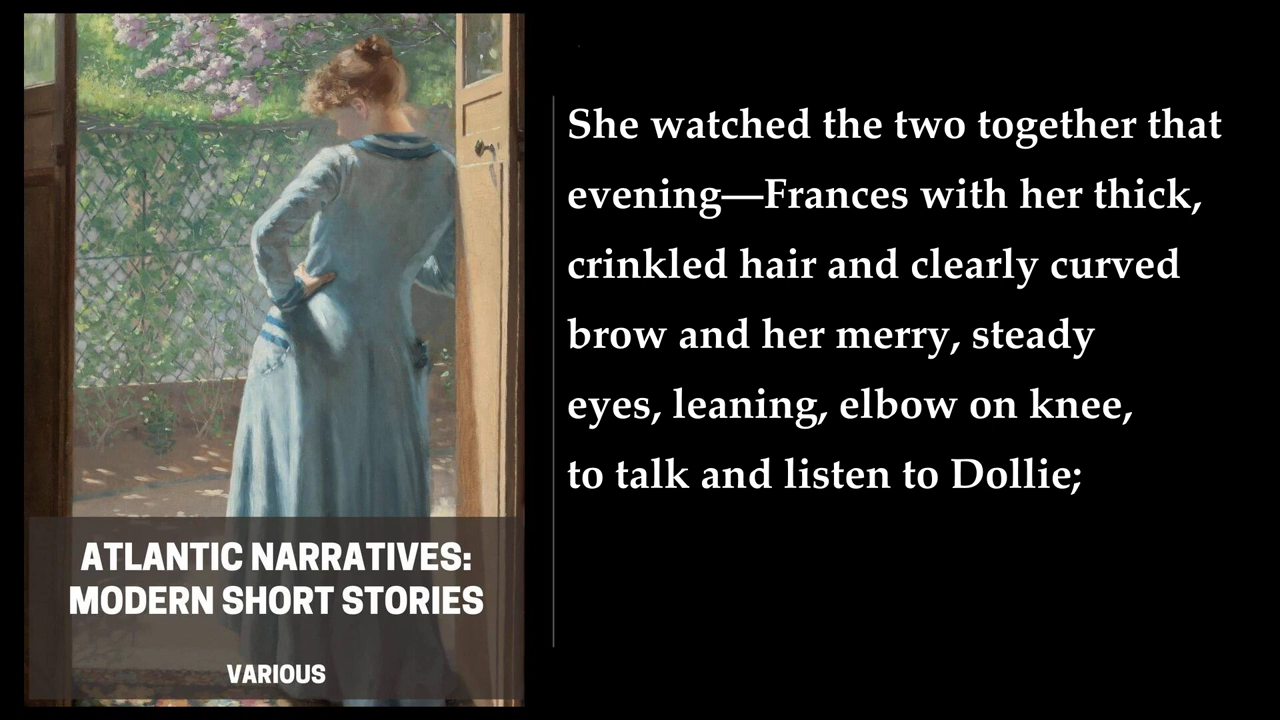 She watched the two together that
evening—Frances with her thick,
crinkled hair and clearly curved
brow and her merry, steady
eyes, leaning, elbow on knee,
to talk and listen to Dollie;
ATLANTIC NARRATIVES:
MODERN SHORT STORIES
VARIOUS